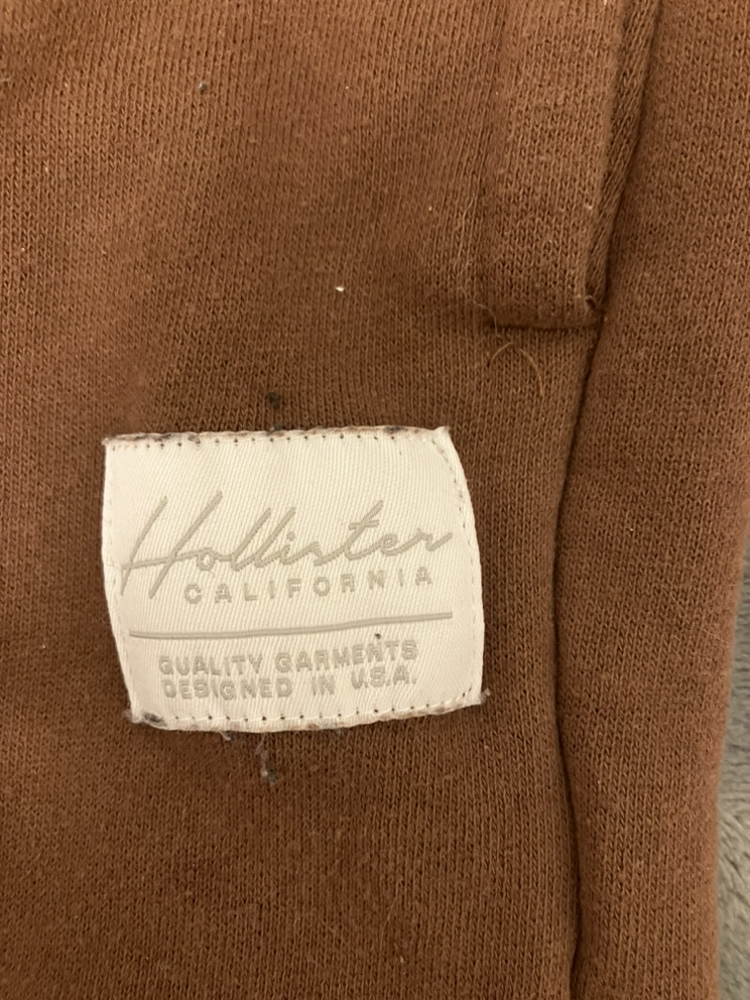 Hollister
CALIFORNIA
QUALITY GARMENTS
DESIGNED IN U.S.A.